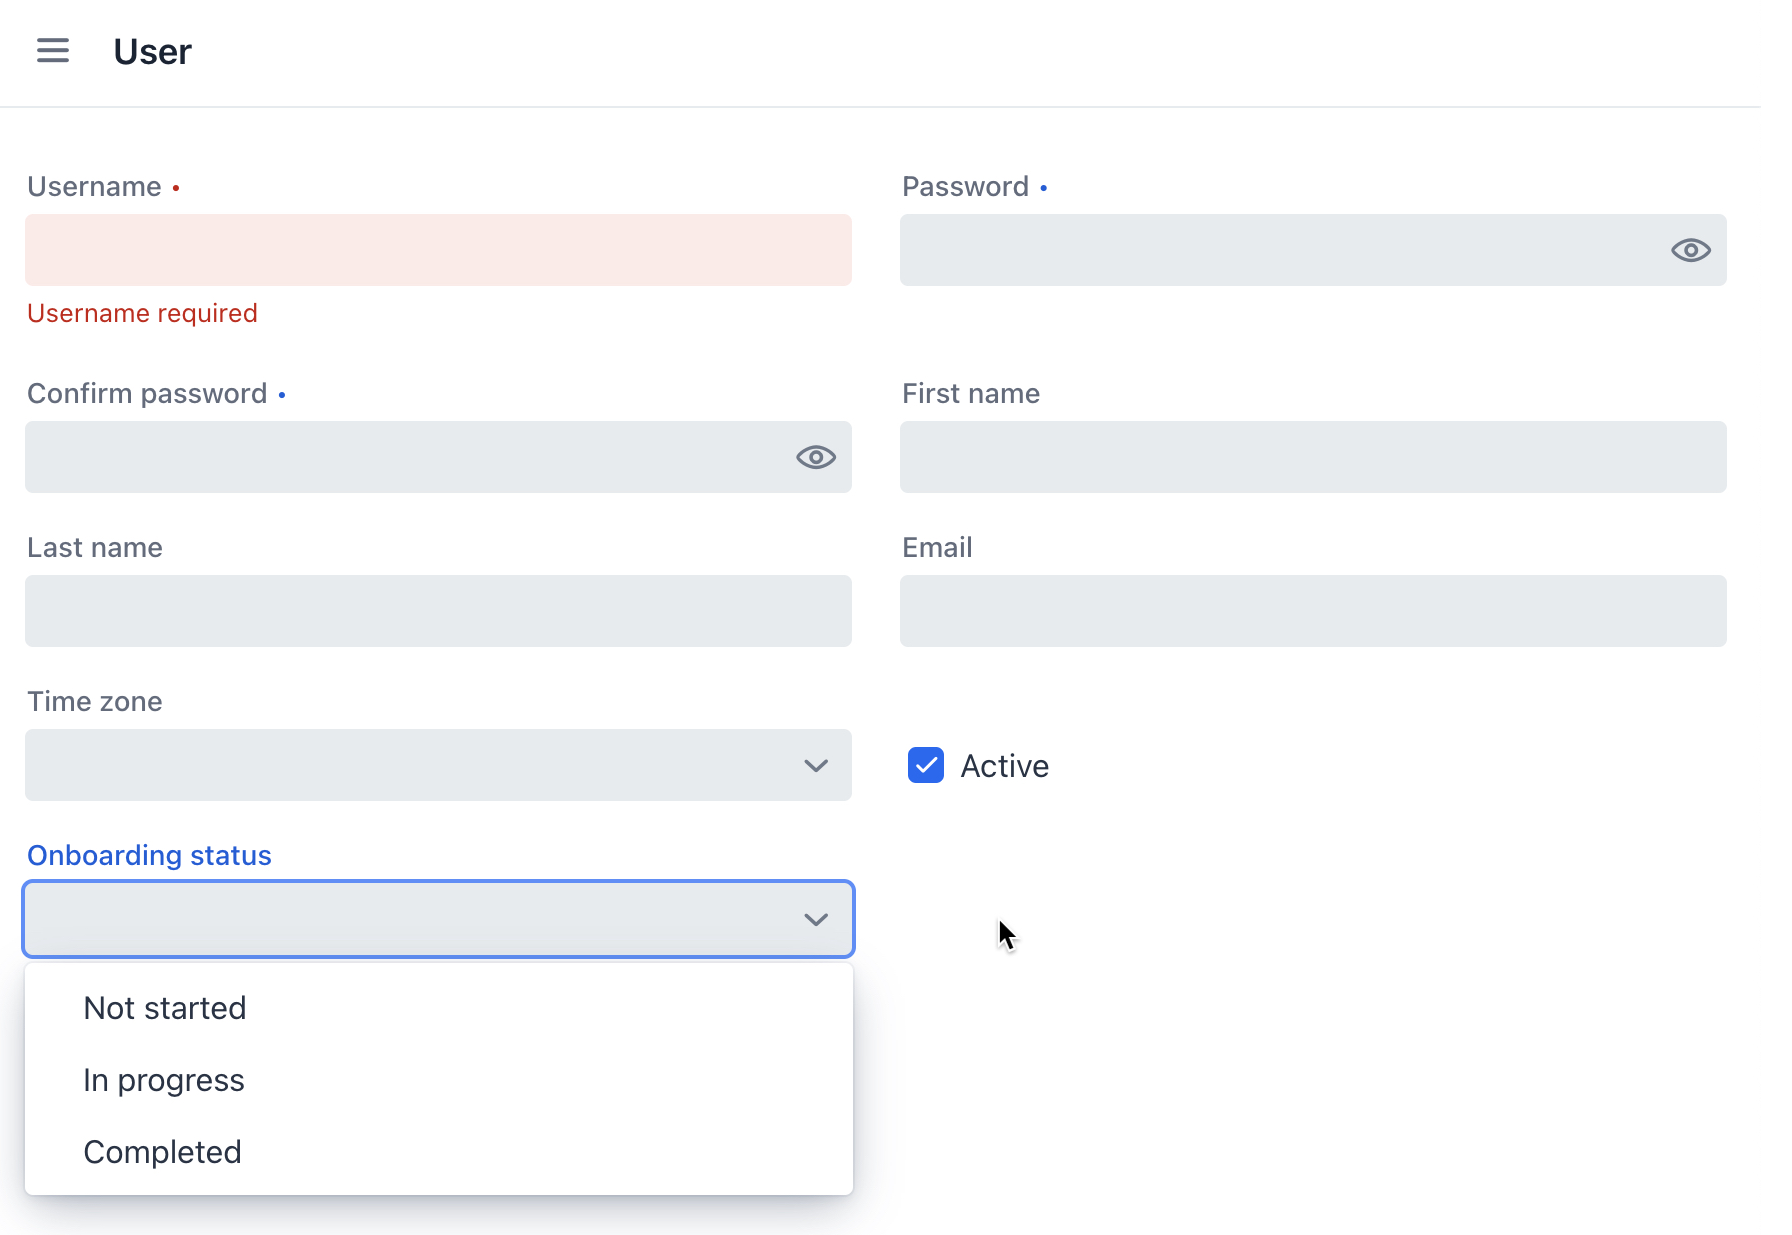 User
Username •
Password •
Username required
Confirm password •
First name
Last name
Email
Time zone
Active
Onboarding status
Not started
In progress
Completed